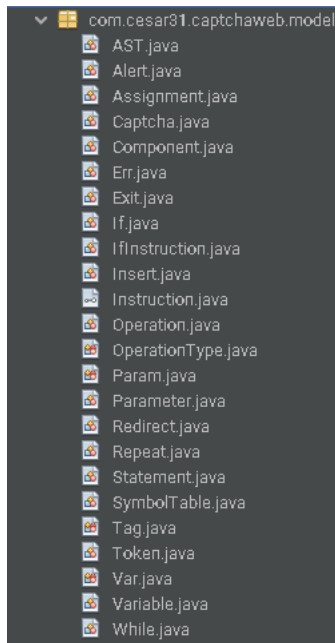 com.cesar31.captchaweb.model
AST.java
Alert.java
Assignment.java
Captcha.java
Component.java
Err.java
Exit.java
If.java
IfInstruction.java
Insert.java
Instruction.java
Operation.java
OperationType.java
Param.java
Parameter.java
Redirect.java
Repeat.java
Statement.java
SymbolTable.java
Tag.java
Token.java
Var.java
Variable.java
While.java